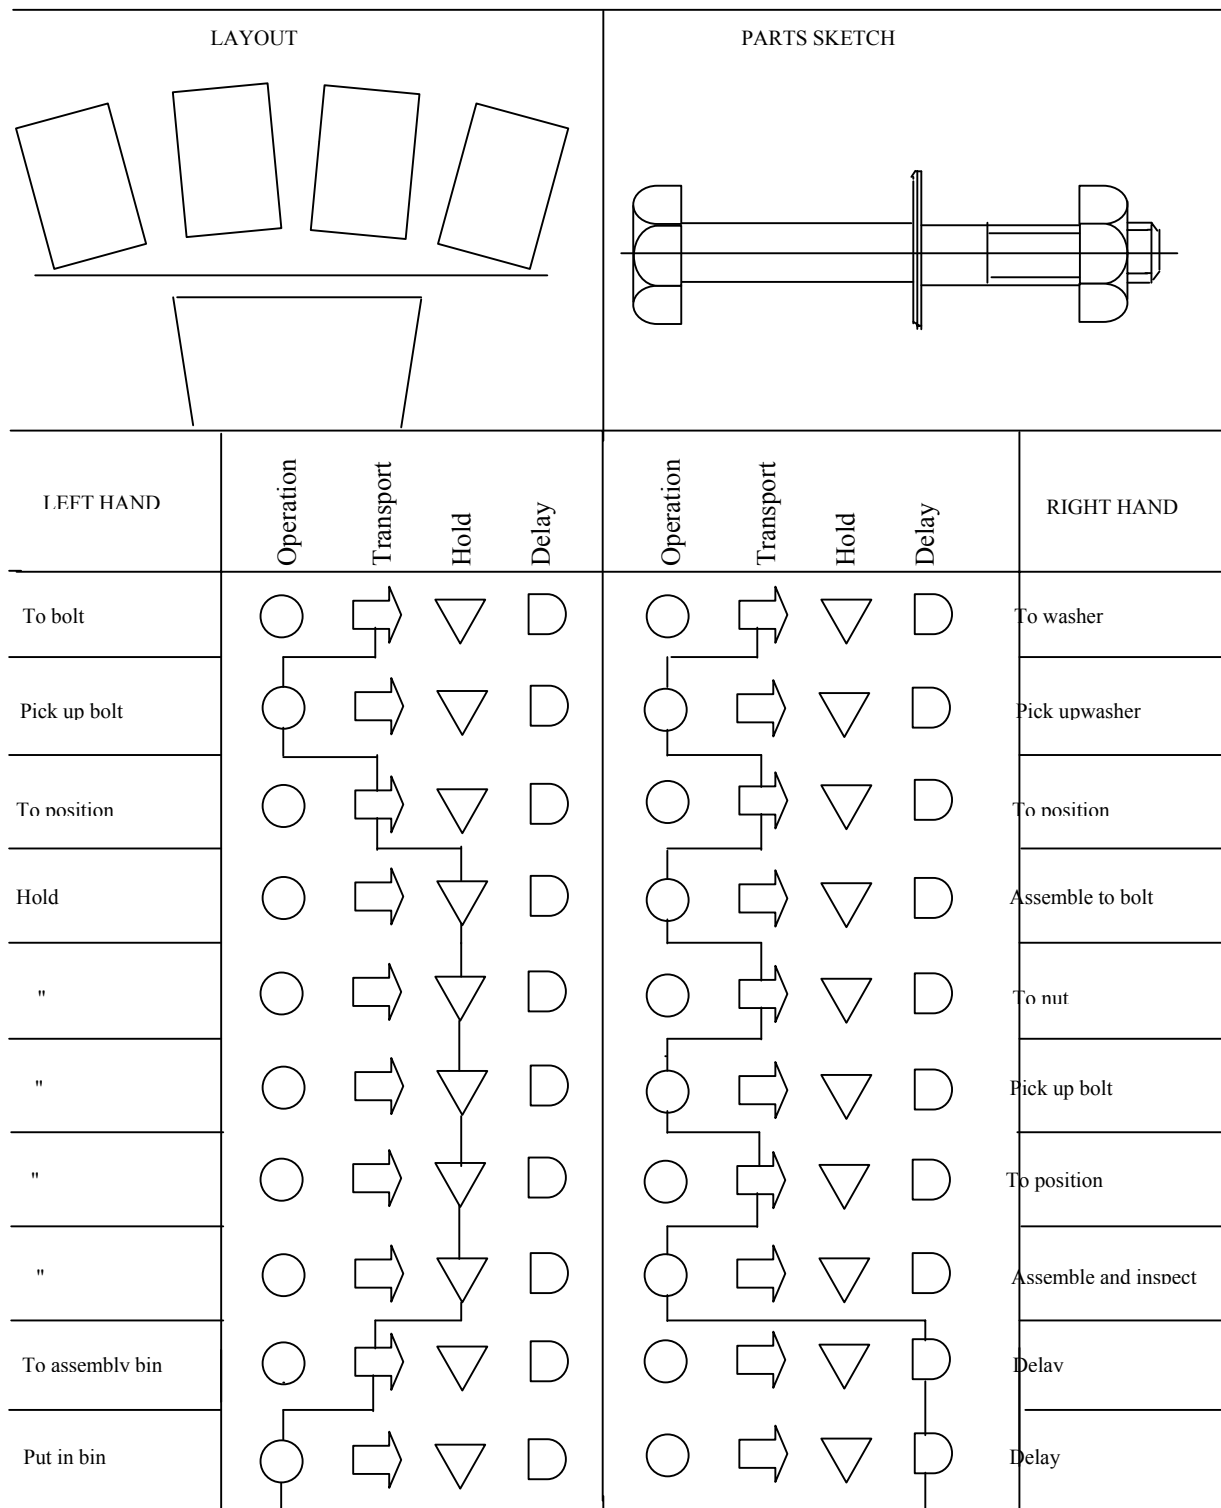 LAYOUT
PARTS SKETCH
LEFT HAND
Operation
Transport
Hold
Delay
Operation
Transport
Hold
Delay
RIGHT HAND
To bolt
To washer
Pick up bolt
Pick upwasher
To position
To position
Hold
Assemble to bolt
"
To nut
"
Pick up bolt
"
To position
"
Assemble and inspect
To assembly bin
Delay
Put in bin
Delay